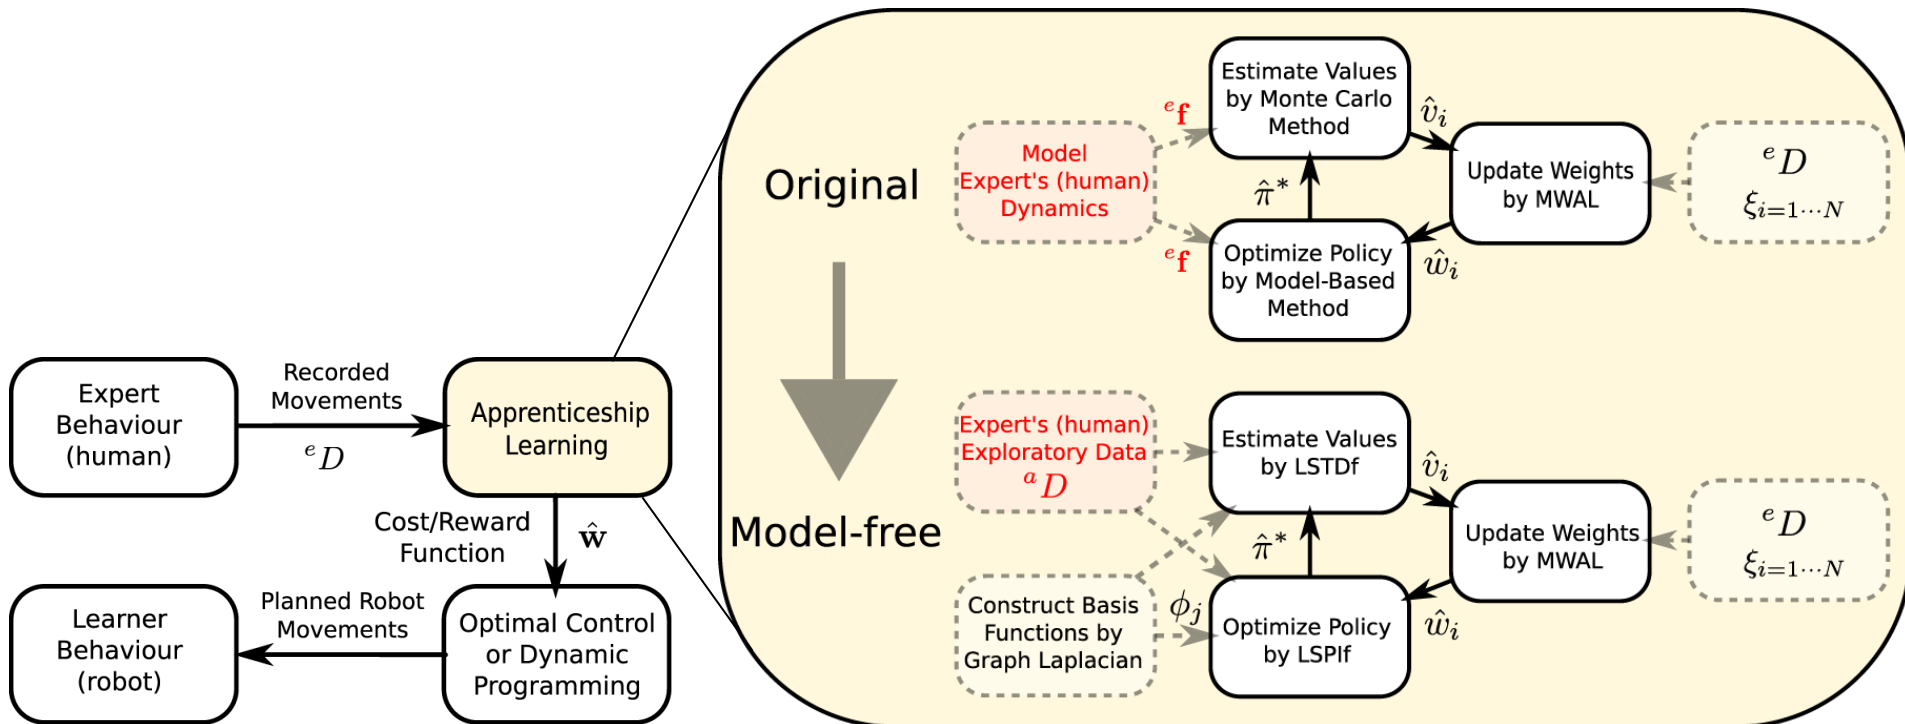 Expert
Behaviour
(human)
Recorded
Movements
ᵉD
Apprenticeship
Learning
Cost/Reward
Function
ŵ
Optimal Control
or Dynamic
Programming
Planned Robot
Movements
Learner
Behaviour
(robot)
Original
Model
Expert's (human)
Dynamics
ᵉf
ᵉf
Estimate Values
by Monte Carlo
Method
v̂ᵢ
π̂*
Optimize Policy
by Model-Based
Method
ŵᵢ
Update Weights
by MWAL
ᵉD
ξᵢ₌₁⋯N
Model-free
Expert's (human)
Exploratory Data
ᵃD
Construct Basis
Functions by
Graph Laplacian
ϕⱼ
Estimate Values
by LSTDf
v̂ᵢ
π̂*
Optimize Policy
by LSPIf
ŵᵢ
Update Weights
by MWAL
ᵉD
ξᵢ₌₁⋯N